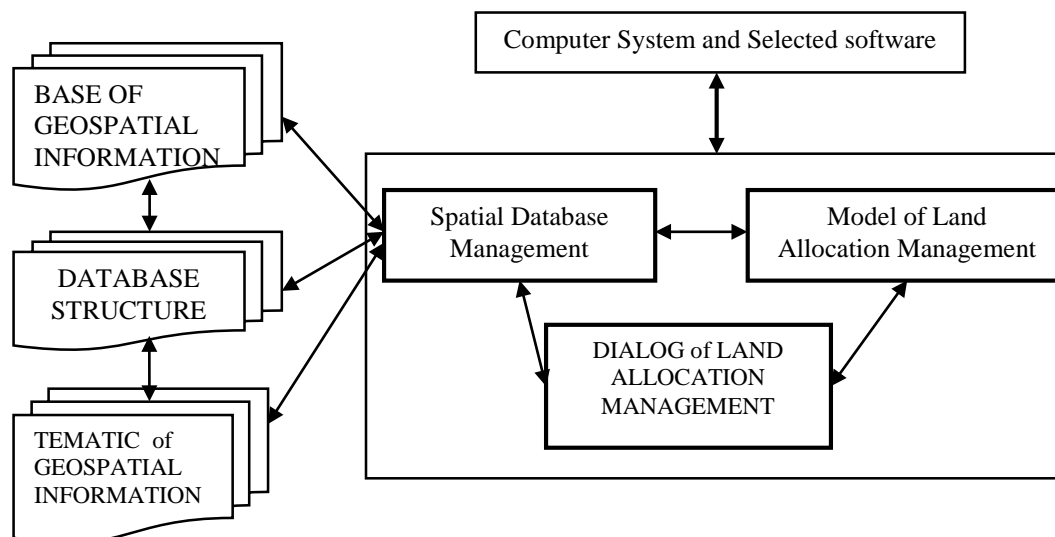 Computer System and Selected software
BASE OF
GEOSPATIAL
INFORMATION
DATABASE
STRUCTURE
TEMATIC of
GEOSPATIAL
INFORMATION
Spatial Database
Management
Model of Land
Allocation Management
DIALOG of LAND
ALLOCATION
MANAGEMENT